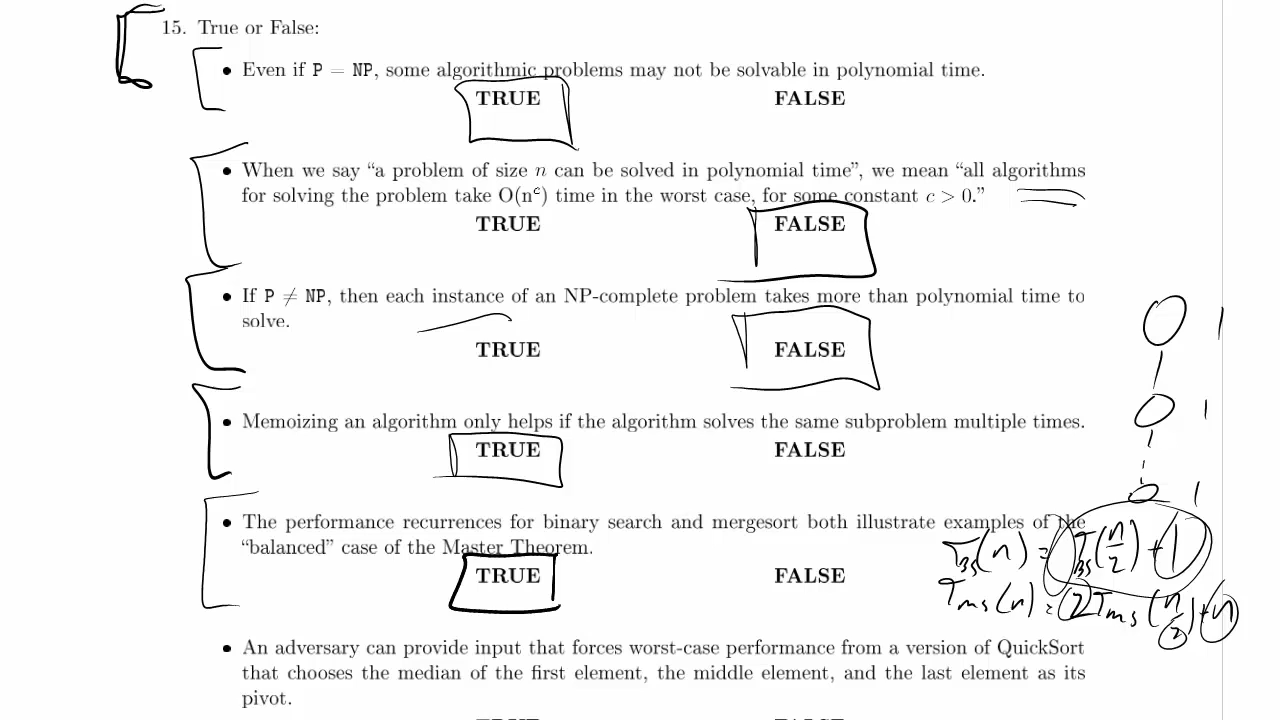 15. True or False:
• Even if P = NP, some algorithmic problems may not be solvable in polynomial time.
TRUE FALSE
• When we say “a problem of size n can be solved in polynomial time”, we mean “all algorithms
for solving the problem take O(nᶜ) time in the worst case, for some constant c > 0.”
TRUE FALSE
• If P ≠ NP, then each instance of an NP-complete problem takes more than polynomial time to
solve.
TRUE FALSE
1
• Memoizing an algorithm only helps if the algorithm solves the same subproblem multiple times.
1
TRUE FALSE
1
• The performance recurrences for binary search and mergesort both illustrate examples of the
“balanced” case of the Master Theorem.
T_BS(n) = T_BS(n/2) + 1
TRUE FALSE
T_ms(n) = 2T_ms(n/2) + n
• An adversary can provide input that forces worst-case performance from a version of QuickSort
that chooses the median of the first element, the middle element, and the last element as its
pivot.
TRUE FALSE